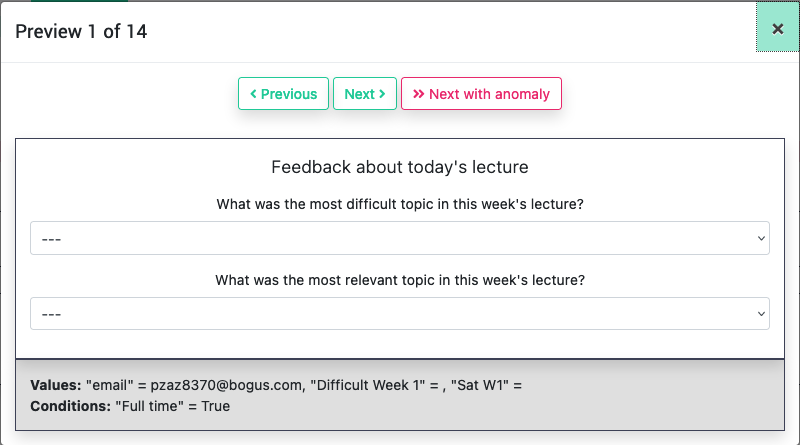 Preview 1 of 14
×
Previous Next Next with anomaly
Feedback about today's lecture
What was the most difficult topic in this week's lecture?
---
What was the most relevant topic in this week's lecture?
---
Values: "email" = pzaz8370@bogus.com, "Difficult Week 1" = , "Sat W1" =
Conditions: "Full time" = True